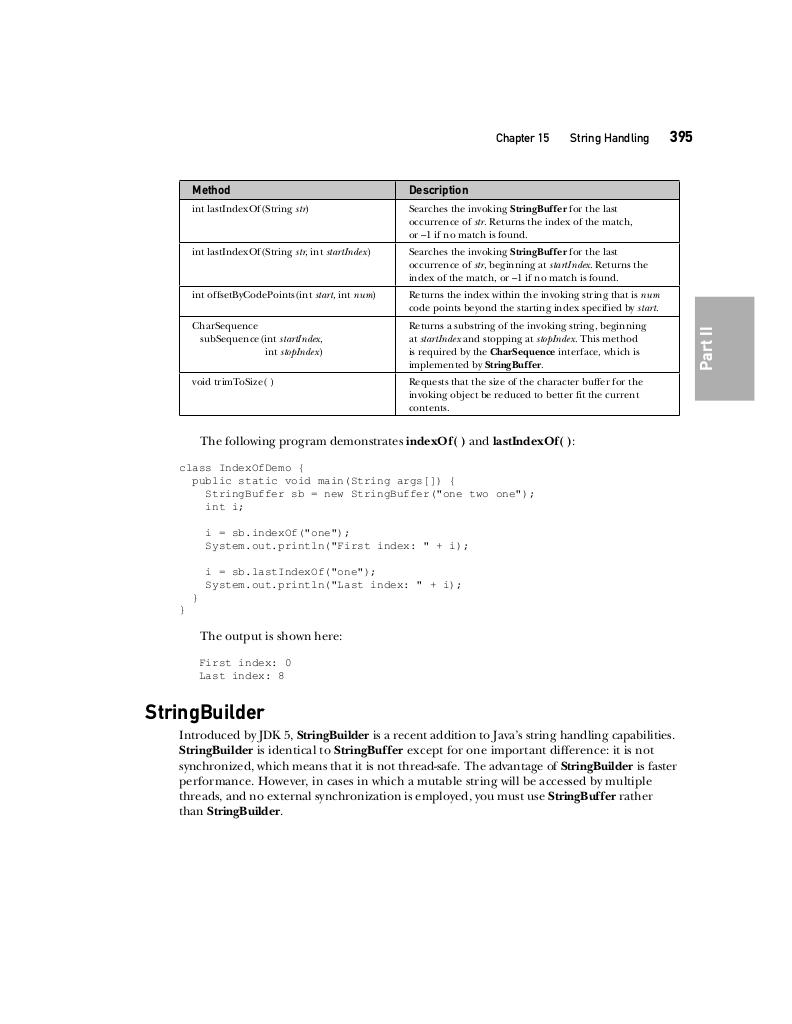 Chapter 15 String Handling 395
Method Description
int lastIndexOf(String str) Searches the invoking StringBuffer for the last
occurrence of str. Returns the index of the match,
or –1 if no match is found.
int lastIndexOf(String str, int startIndex) Searches the invoking StringBuffer for the last
occurrence of str, beginning at startIndex. Returns the
index of the match, or –1 if no match is found.
int offsetByCodePoints(int start, int num) Returns the index within the invoking string that is num
code points beyond the starting index specified by start.
CharSequence Returns a substring of the invoking string, beginning
subSequence(int startIndex, at startIndex and stopping at stopIndex. This method
int stopIndex) is required by the CharSequence interface, which is
implemented by StringBuffer.
void trimToSize( ) Requests that the size of the character buffer for the
invoking object be reduced to better fit the current
contents.
Part II
The following program demonstrates indexOf( ) and lastIndexOf( ):
class IndexOfDemo {
public static void main(String args[]) {
StringBuffer sb = new StringBuffer("one two one");
int i;
i = sb.indexOf("one");
System.out.println("First index: " + i);
i = sb.lastIndexOf("one");
System.out.println("Last index: " + i);
}
}
The output is shown here:
First index: 0
Last index: 8
StringBuilder
Introduced by JDK 5, StringBuilder is a recent addition to Java’s string handling capabilities.
StringBuilder is identical to StringBuffer except for one important difference: it is not
synchronized, which means that it is not thread-safe. The advantage of StringBuilder is faster
performance. However, in cases in which a mutable string will be accessed by multiple
threads, and no external synchronization is employed, you must use StringBuffer rather
than StringBuilder.